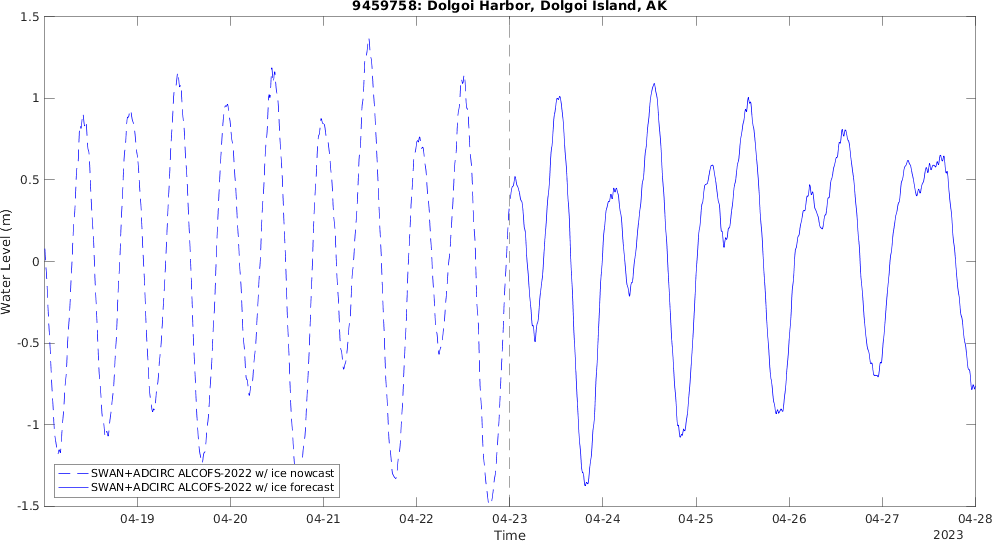 9459758: Dolgoi Harbor, Dolgoi Island, AK
1.5
1
0.5
0
-0.5
-1
-1.5
Water Level (m)
SWAN+ADCIRC ALCOFS-2022 w/ ice nowcast
SWAN+ADCIRC ALCOFS-2022 w/ ice forecast
04-19 04-20 04-21 04-22 04-23 04-24 04-25 04-26 04-27 04-28
Time
2023